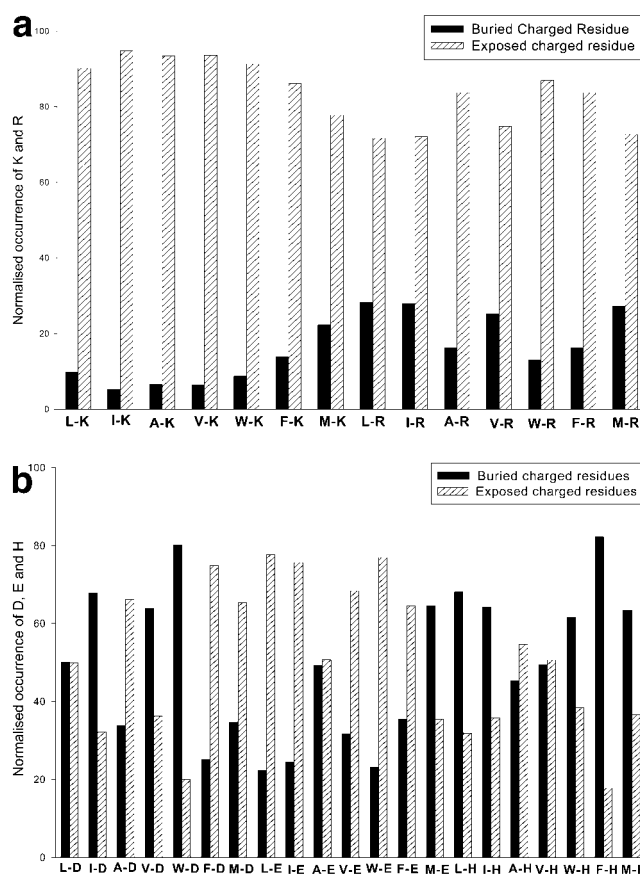 a
Buried Charged Residue
Exposed charged residue
Normalised occurrence of K and R
100
80
60
40
20
0
L-K I-K A-K V-K W-K F-K M-K L-R I-R A-R V-R W-R F-R M-R
b
Buried charged residues
Exposed charged residues
Normalised occurrence of D, E and H
100
80
60
40
20
0
L-D I-D A-D V-D W-D F-D M-D L-E I-E A-E V-E W-E F-E M-E L-H I-H A-H V-H W-H F-H